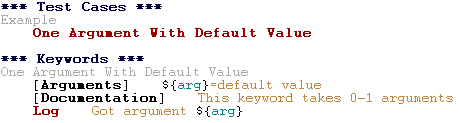 *** Test Cases ***
Example
    One Argument With Default Value

*** Keywords ***
One Argument With Default Value
    [Arguments]    ${arg}=default value
    [Documentation]    This keyword takes 0-1 arguments
    Log    Got argument ${arg}